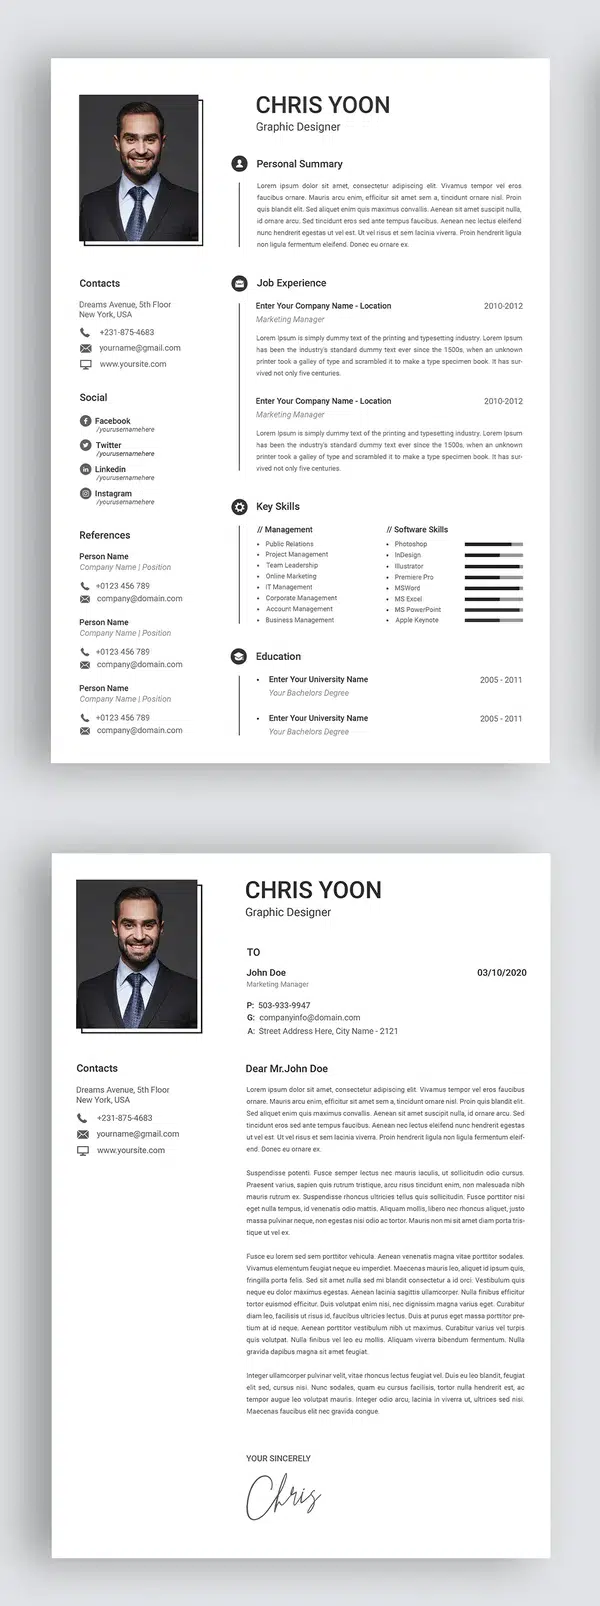 CHRIS YOON
Graphic Designer
Personal Summary
Lorem ipsum dolor sit amet, consectetur adipiscing elit. Vivamus tempor vel eros
faucibus ornare. Mauris arcu enim, efficitur sit amet sem a, tincidunt ornare nisl. Proin
quis blandit elit. Sed aliquet enim quis maximus convallis. Aenean sit amet suscipit nulla,
id ornare arcu. Sed tincidunt eros sed ante tempus faucibus. Quisque in ornare eleifend
nunc hendrerit egestas ut vel est. Ut vel risus et sem lacinia viverra. Proin hendrerit ligula
non ligula fermentum eleifend. Donec eu ornare ex.
Contacts
Dreams Avenue, 5th Floor
New York, USA
+231-875-4683
yourname@gmail.com
www.yoursite.com
Social
Facebook
/yourusernamehere
Twitter
/yourusernamehere
Linkedin
/yourusernamehere
Instagram
/yourusernamehere
References
Person Name
Company Name | Position
+0123 456 789
company@domain.com
Person Name
Company Name | Position
+0123 456 789
company@domain.com
Person Name
Company Name | Position
+0123 456 789
company@domain.com
Job Experience
Enter Your Company Name - Location 2010-2012
Marketing Manager
Lorem Ipsum is simply dummy text of the printing and typesetting industry. Lorem Ipsum
has been the industry's standard dummy text ever since the 1500s, when an unknown
printer took a galley of type and scrambled it to make a type specimen book. It has sur-
vived not only five centuries.
Enter Your Company Name - Location 2010-2012
Marketing Manager
Lorem Ipsum is simply dummy text of the printing and typesetting industry. Lorem Ipsum
has been the industry's standard dummy text ever since the 1500s, when an unknown
printer took a galley of type and scrambled it to make a type specimen book. It has sur-
vived not only five centuries.
Key Skills
// Management
• Public Relations
• Project Management
• Team Leadership
• Online Marketing
• IT Management
• Corporate Management
• Account Management
• Business Management
// Software Skills
• Photoshop
• InDesign
• Illustrator
• Premiere Pro
• MSWord
• MS Excel
• MS PowerPoint
• Apple Keynote
Education
• Enter Your University Name 2005 - 2011
Your Bachelors Degree
• Enter Your University Name 2005 - 2011
Your Bachelors Degree
CHRIS YOON
Graphic Designer
Contacts
Dreams Avenue, 5th Floor
New York, USA
+231-875-4683
yourname@gmail.com
www.yoursite.com
TO
John Doe 03/10/2020
Marketing Manager
P: 503-933-9947
G: companyinfo@domain.com
A: Street Address Here, City Name - 2121
Dear Mr.John Doe
Lorem ipsum dolor sit amet, consectetur adipiscing elit. Vivamus tempor vel eros faucibus
ornare. Mauris arcu enim, efficitur sit amet sem a, tincidunt ornare nisl. Proin quis blandit elit.
Sed aliquet enim quis maximus convallis. Aenean sit amet suscipit nulla, id ornare arcu. Sed
tincidunt eros sed ante tempus faucibus. Quisque in ornare eleifend nunc hendrerit egestas
ut vel est. Ut vel risus et sem lacinia viverra. Proin hendrerit ligula non ligula fermentum eleif-
end. Donec eu ornare ex.
Suspendisse potenti. Fusce semper lectus nec mauris iaculis, ut sollicitudin odio cursus.
Praesent varius, sapien quis rutrum tristique, arcu risus tincidunt enim, non malesuada nibh
mauris rutrum ex. Suspendisse rhoncus ultricies tellus quis sollicitudin. Fusce porttitor nisi
eget nulla tempus, id venenatis odio mattis. Aliquam mollis, libero nec rhoncus aliquet, justo
massa pulvinar neque, non egestas nisi odio ac tortor. Mauris non mi sit amet diam porta tris-
tique ut vel ex.
Fusce eu lorem sed sem porttitor vehicula. Aenean venenatis magna vitae porttitor sodales.
Vivamus elementum feugiat neque eu imperdiet. Maecenas mauris leo, aliquet id ipsum quis,
fringilla porta felis. Sed sit amet nulla sed mi blandit consectetur a id orci. Vestibulum quis
neque eu dolor maximus egestas. Aenean lacinia sagittis ullamcorper. Nulla finibus efficitur
tortor euismod efficitur. Duis volutpat enim nisi, nec dignissim magna varius eget. Curabitur
diam leo, facilisis ut risus id, faucibus ultricies lectus. Duis at purus eget massa porttitor pre-
tium at id neque. Aenean porttitor vestibulum nibh ut maximus. Curabitur varius vel turpis
quis volutpat. Nulla finibus vel leo eu mollis. Aliquam viverra bibendum fermentum. Nulla
gravida dapibus magna sit amet feugiat.
Integer ullamcorper pulvinar velit, vitae rhoncus lectus feugiat vel. Duis eu leo blandit, feugiat
elit sed, cursus nisi. Nunc sodales, quam eu cursus facilisis, tortor nulla hendrerit est, ac
tempor augue leo ut mauris. Integer odio arcu, lacinia in viverra ut, ultrices sed nisi.
Maecenas faucibus elit nec gravida congue.
YOUR SINCERELY
Chris